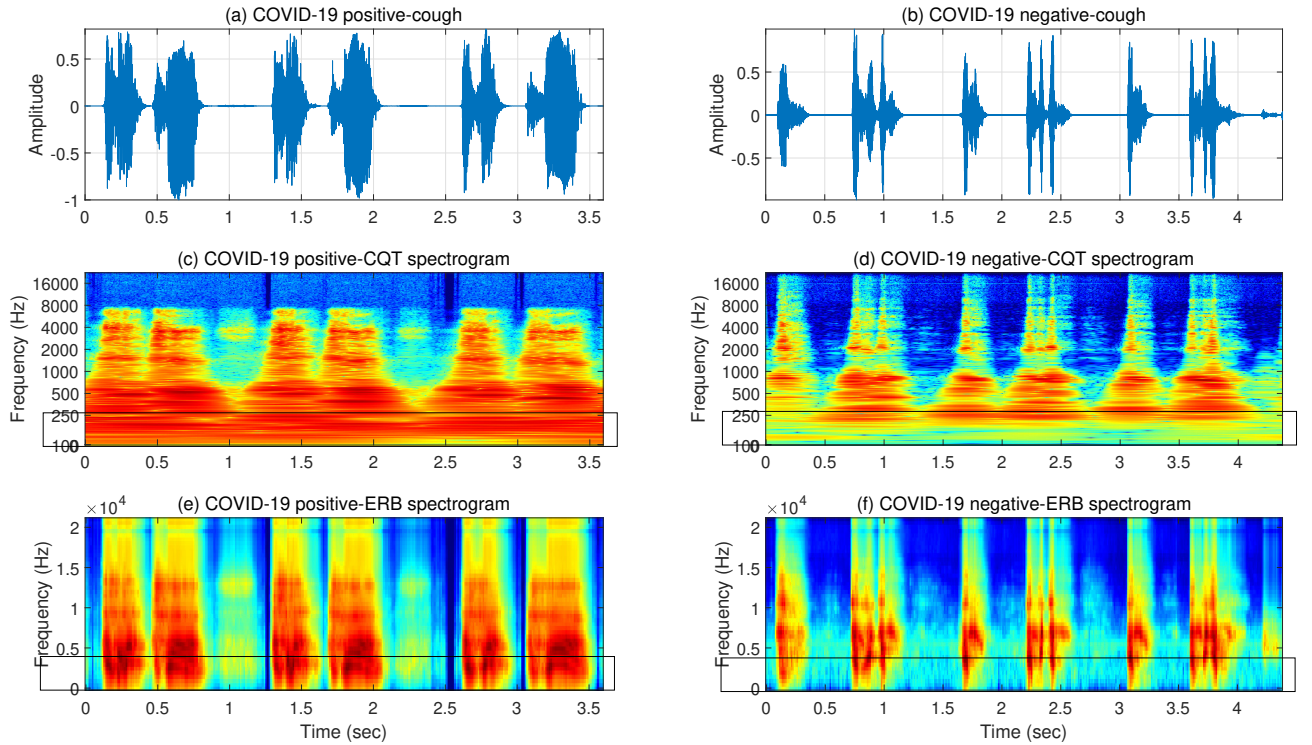 (a) COVID-19 positive-cough
(b) COVID-19 negative-cough
Amplitude
0.5
0
-0.5
-1
0 0.5 1 1.5 2 2.5 3 3.5
Amplitude
0.5
0
-0.5
0 0.5 1 1.5 2 2.5 3 3.5 4
(c) COVID-19 positive-CQT spectrogram
(d) COVID-19 negative-CQT spectrogram
Frequency (Hz)
16000
8000
4000
2000
1000
500
250
100
0
0 0.5 1 1.5 2 2.5 3 3.5
Frequency (Hz)
16000
8000
4000
2000
1000
500
250
100
0
0 0.5 1 1.5 2 2.5 3 3.5 4
(e) COVID-19 positive-ERB spectrogram
(f) COVID-19 negative-ERB spectrogram
×10⁴
Frequency (Hz)
2
1.5
1
0.5
0
0 0.5 1 1.5 2 2.5 3 3.5
Time (sec)
×10⁴
Frequency (Hz)
2
1.5
1
0.5
0
0 0.5 1 1.5 2 2.5 3 3.5 4
Time (sec)